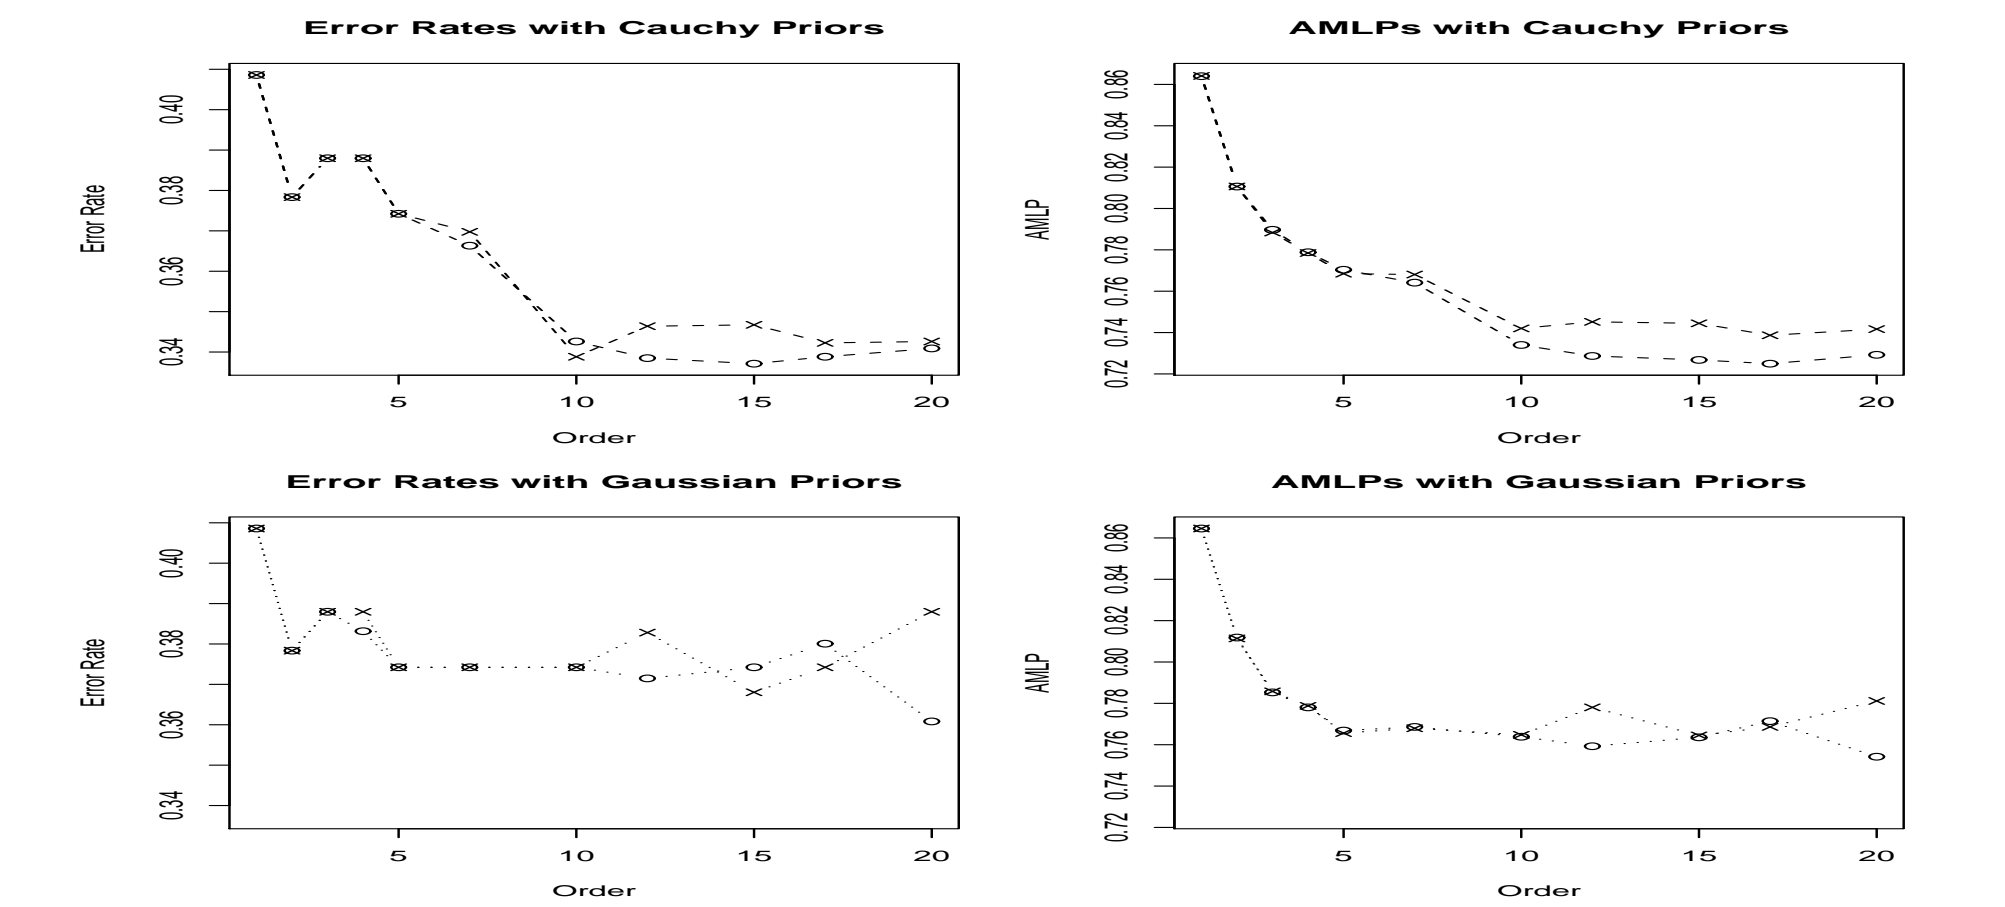 Error Rates with Cauchy Priors
Error Rate
0.34 0.36 0.38 0.40
5 10 15 20
Order
AMLPs with Cauchy Priors
AMLP
0.72 0.74 0.76 0.78 0.80 0.82 0.84 0.86
5 10 15 20
Order
Error Rates with Gaussian Priors
Error Rate
0.34 0.36 0.38 0.40
5 10 15 20
Order
AMLPs with Gaussian Priors
AMLP
0.72 0.74 0.76 0.78 0.80 0.82 0.84 0.86
5 10 15 20
Order